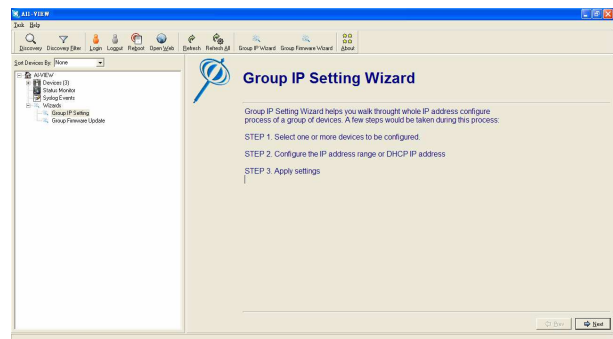 AII-VIEW
Task Help
Discovery Discovery Filter Login Logout Reboot Open Web Refresh Refresh All Group IP Wizard Group Firmware Wizard About
Sort Devices By: None
AI-VIEW
Devices (3)
Status Monitor
Syslog Events
Wizards
Group IP Setting
Group Firmware Update
Group IP Setting Wizard
Group IP Setting Wizard helps you walk throught whole IP address configure
process of a group of devices. A few steps would be taken during this process:
STEP 1. Select one or more devices to be configured.
STEP 2. Configure the IP address range or DHCP IP address
STEP 3. Apply settings
Prev Next